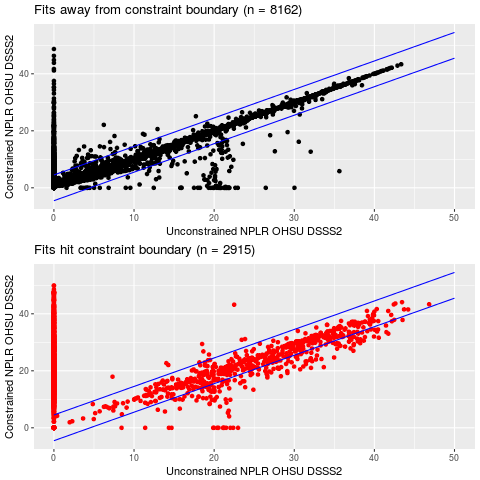 Fits away from constraint boundary (n = 8162)
Constrained NPLR OHSU DSSS2
40
20
0
0 10 20 30 40 50
Unconstrained NPLR OHSU DSSS2
Fits hit constraint boundary (n = 2915)
Constrained NPLR OHSU DSSS2
40
20
0
0 10 20 30 40 50
Unconstrained NPLR OHSU DSSS2